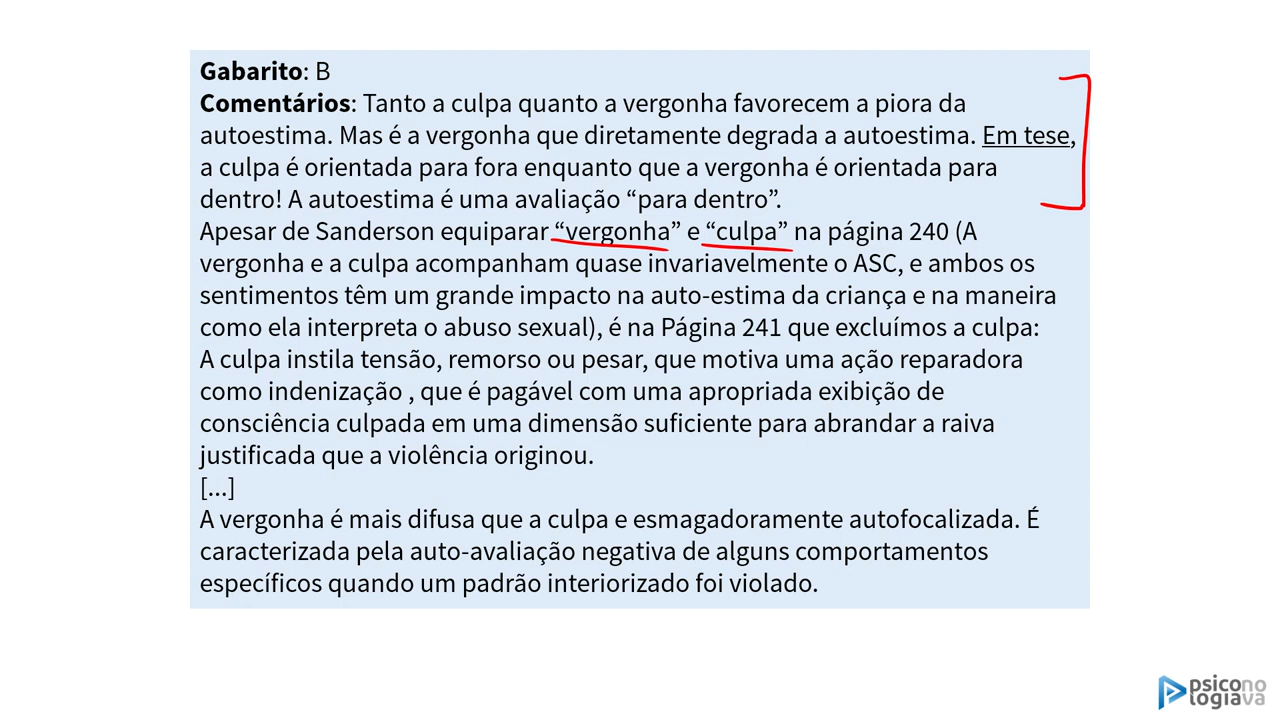 Gabarito: B
Comentários: Tanto a culpa quanto a vergonha favorecem a piora da
autoestima. Mas é a vergonha que diretamente degrada a autoestima. Em tese,
a culpa é orientada para fora enquanto que a vergonha é orientada para
dentro! A autoestima é uma avaliação “para dentro”.
Apesar de Sanderson equiparar “vergonha” e “culpa” na página 240 (A
vergonha e a culpa acompanham quase invariavelmente o ASC, e ambos os
sentimentos têm um grande impacto na auto-estima da criança e na maneira
como ela interpreta o abuso sexual), é na Página 241 que excluímos a culpa:
A culpa instila tensão, remorso ou pesar, que motiva uma ação reparadora
como indenização , que é pagável com uma apropriada exibição de
consciência culpada em uma dimensão suficiente para abrandar a raiva
justificada que a violência originou.
[...]
A vergonha é mais difusa que a culpa e esmagadoramente autofocalizada. É
caracterizada pela auto-avaliação negativa de alguns comportamentos
específicos quando um padrão interiorizado foi violado.
psicono
logiava